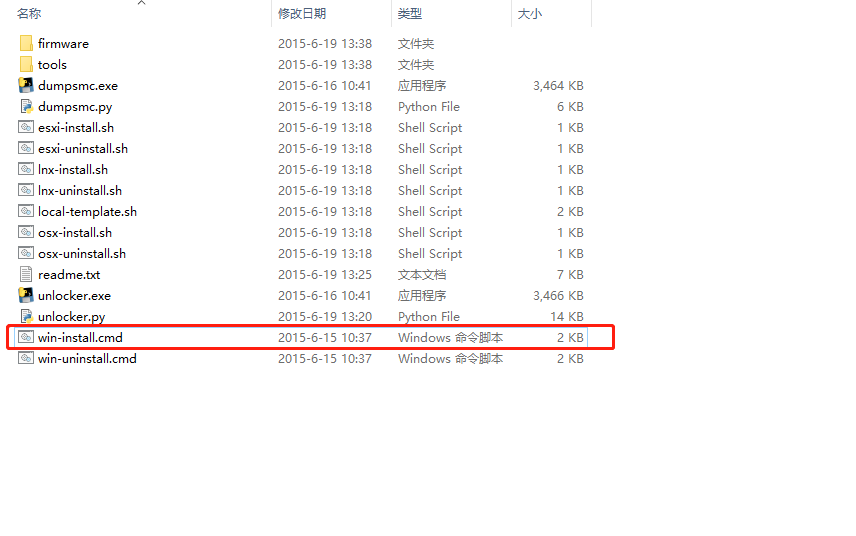 名称 修改日期 类型 大小
firmware 2015-6-19 13:38 文件夹
tools 2015-6-19 13:38 文件夹
dumpsmc.exe 2015-6-16 10:41 应用程序 3,464 KB
dumpsmc.py 2015-6-19 13:18 Python File 6 KB
esxi-install.sh 2015-6-19 13:18 Shell Script 1 KB
esxi-uninstall.sh 2015-6-19 13:18 Shell Script 1 KB
lnx-install.sh 2015-6-19 13:18 Shell Script 1 KB
lnx-uninstall.sh 2015-6-19 13:18 Shell Script 1 KB
local-template.sh 2015-6-19 13:18 Shell Script 2 KB
osx-install.sh 2015-6-19 13:18 Shell Script 1 KB
osx-uninstall.sh 2015-6-19 13:18 Shell Script 1 KB
readme.txt 2015-6-19 13:25 文本文档 7 KB
unlocker.exe 2015-6-16 10:41 应用程序 3,466 KB
unlocker.py 2015-6-19 13:20 Python File 14 KB
win-install.cmd 2015-6-15 10:37 Windows 命令脚本 2 KB
win-uninstall.cmd 2015-6-15 10:37 Windows 命令脚本 2 KB